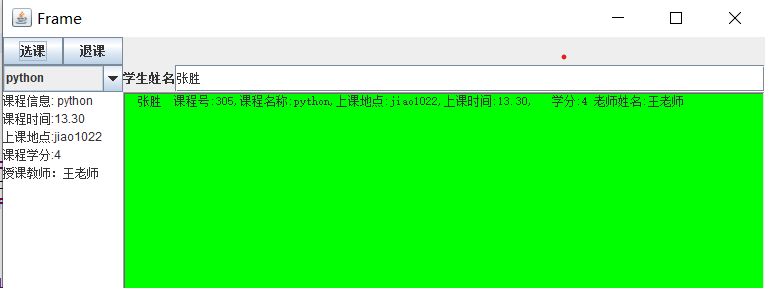 Frame
选课 退课
python 学生姓名 张胜
课程信息: python
课程时间:13.30
上课地点:jiao1022
课程学分:4
授课教师：王老师
张胜 课程号:305,课程名称:python,上课地点:jiao1022,上课时间:13.30, 学分:4 老师姓名:王老师